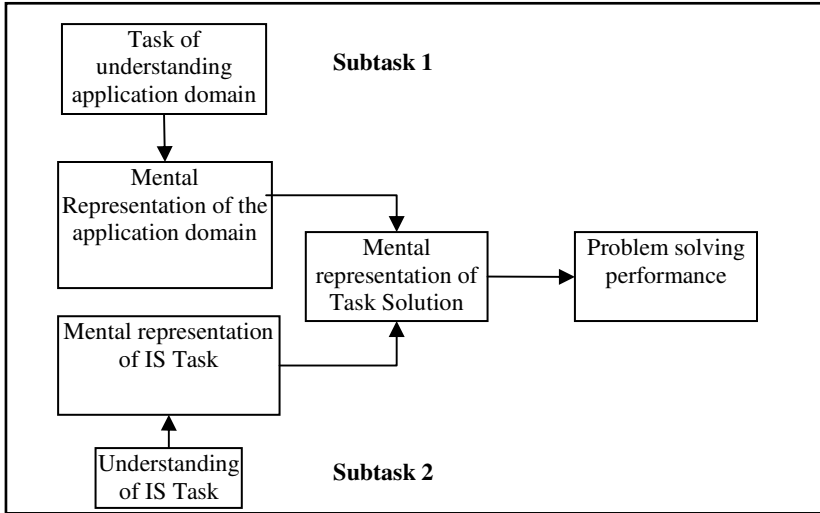 Task of
understanding
application domain
Subtask 1
Mental
Representation of the
application domain
Mental
representation of
Task Solution
Problem solving
performance
Mental representation
of IS Task
Understanding
of IS Task
Subtask 2